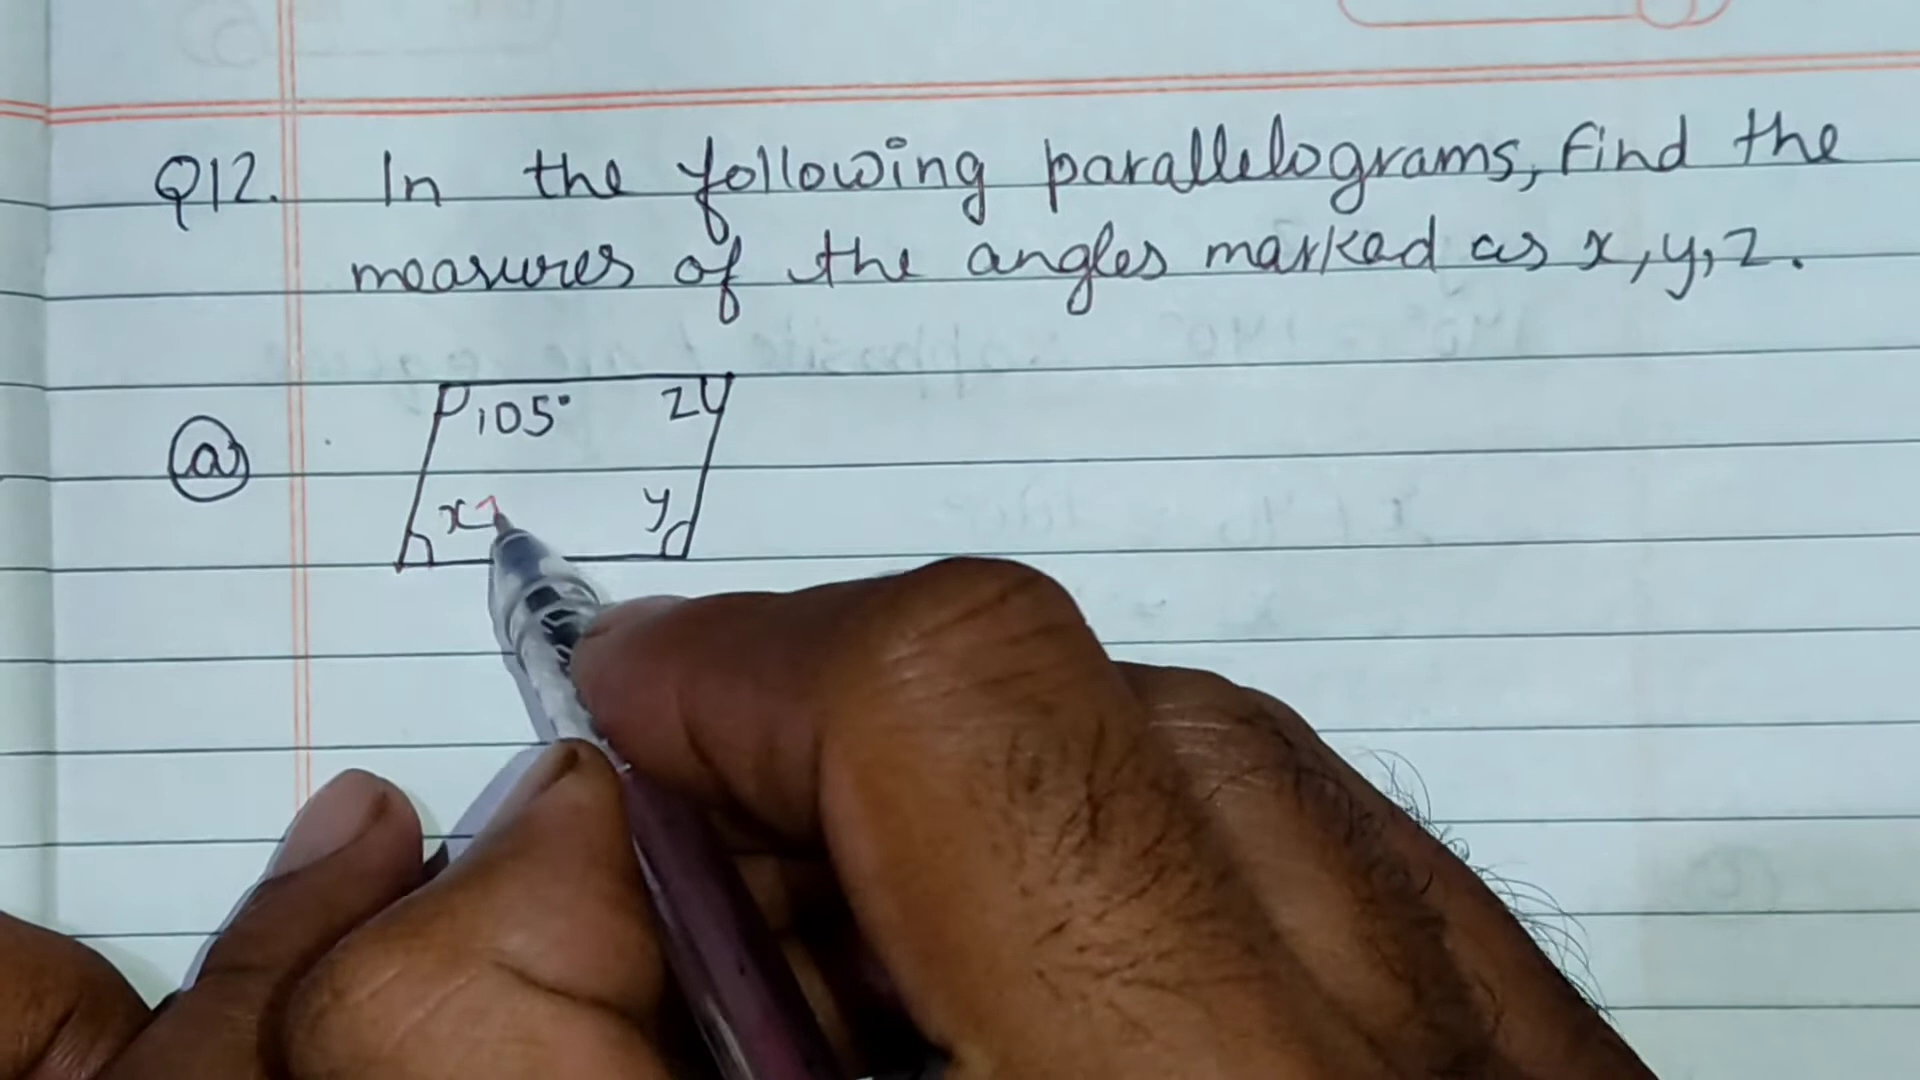 Q12. In the following parallelograms, find the
measures of the angles marked as x, y, z.
(a)
105° z
x y